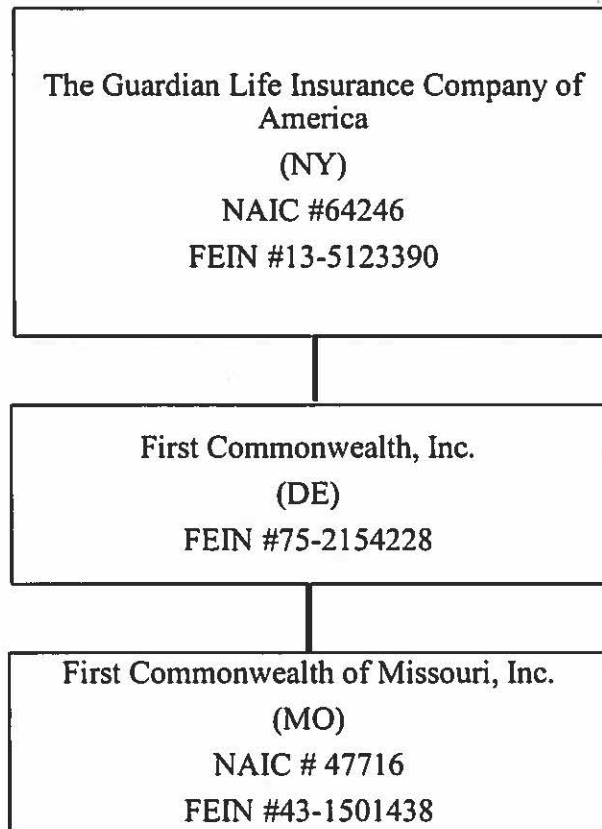 The Guardian Life Insurance Company of
America
(NY)
NAIC #64246
FEIN #13-5123390
First Commonwealth, Inc.
(DE)
FEIN #75-2154228
First Commonwealth of Missouri, Inc.
(MO)
NAIC # 47716
FEIN #43-1501438